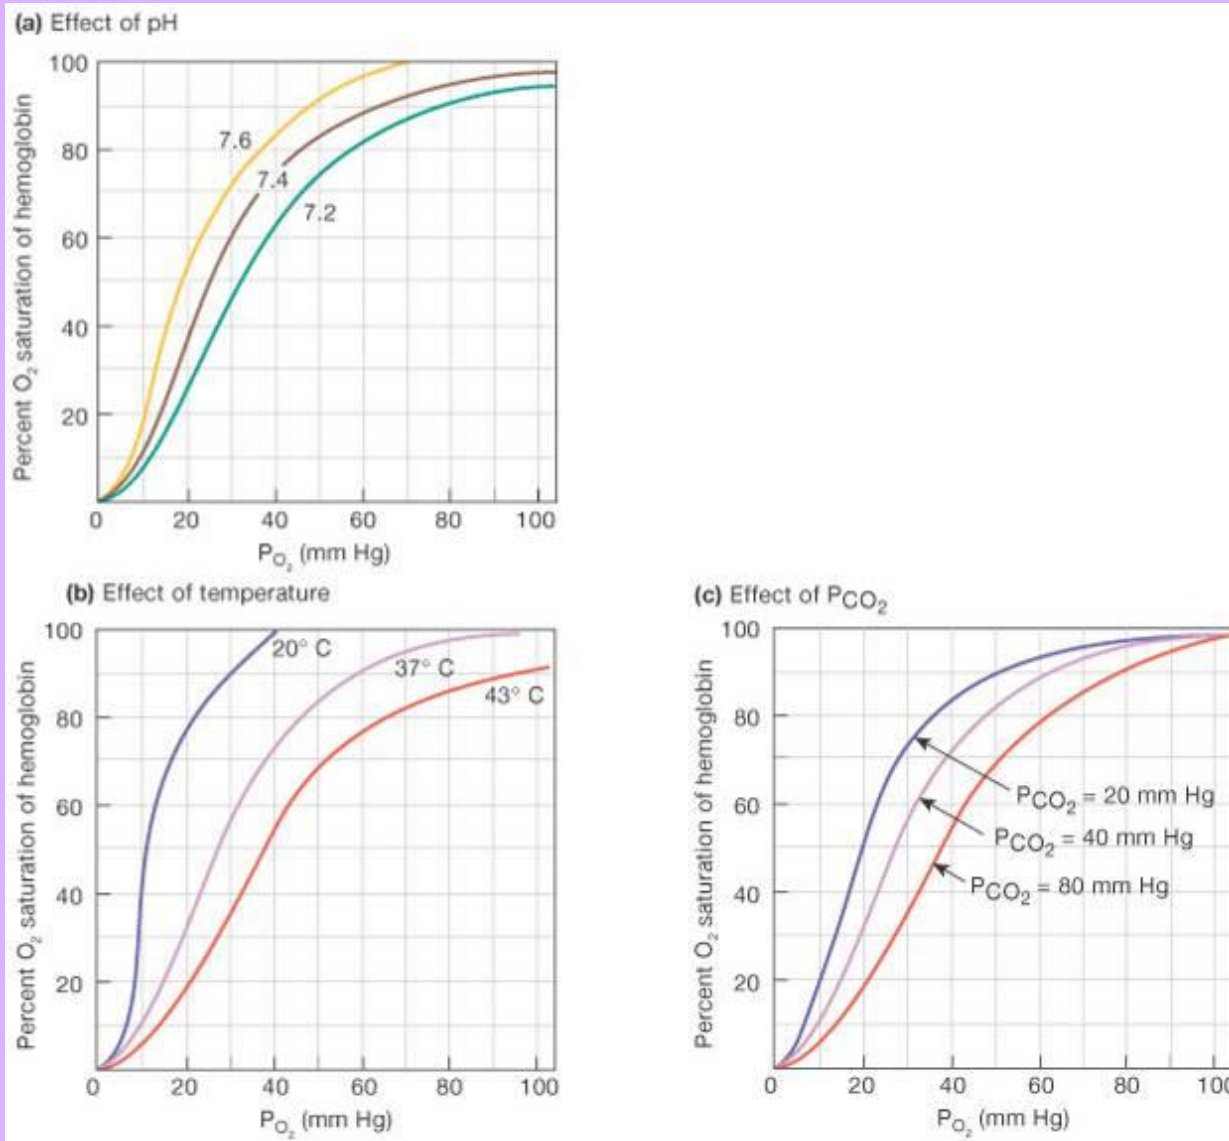 (a) Effect of pH
Percent O₂ saturation of hemoglobin
100
80
60
40
20
7.6
7.4
7.2
0 20 40 60 80 100
P O₂ (mm Hg)
(b) Effect of temperature
Percent O₂ saturation of hemoglobin
100
80
60
40
20
20° C
37° C
43° C
0 20 40 60 80 100
P O₂ (mm Hg)
(c) Effect of PCO₂
Percent O₂ saturation of hemoglobin
100
80
60
40
20
PCO₂ = 20 mm Hg
PCO₂ = 40 mm Hg
PCO₂ = 80 mm Hg
0 20 40 60 80 100
P O₂ (mm Hg)